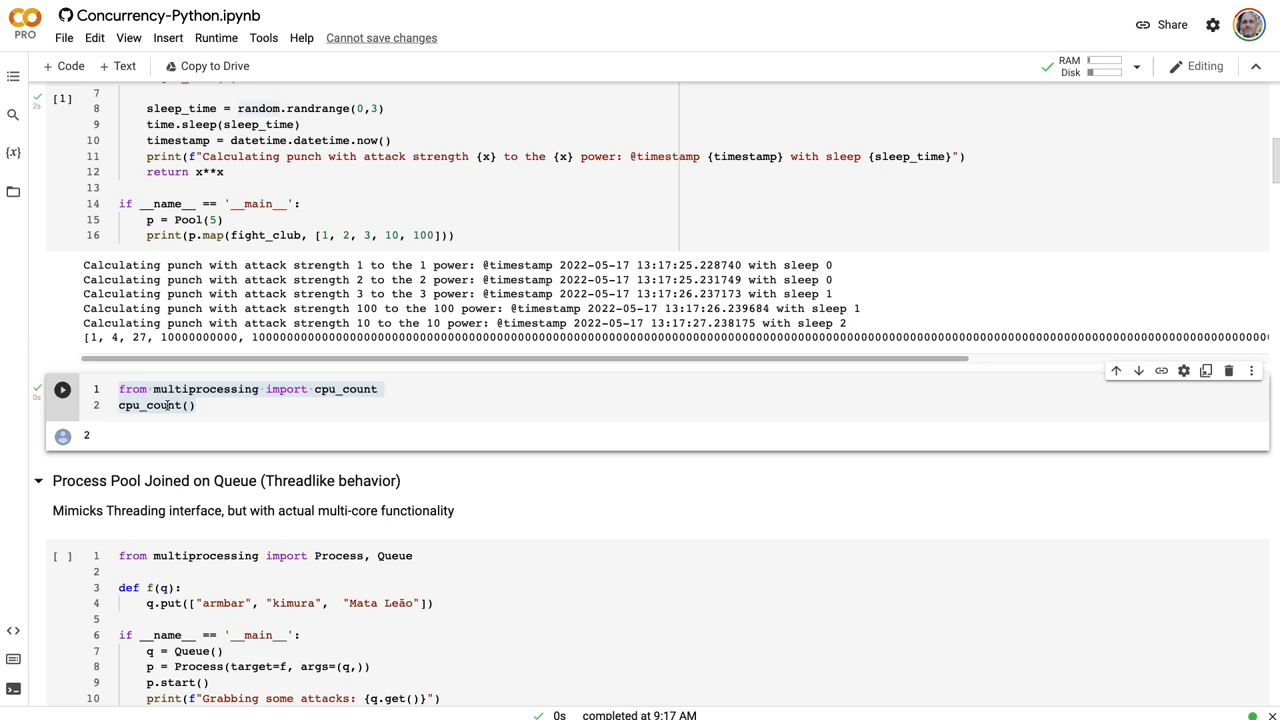 CO
PRO
Concurrency-Python.ipynb
File Edit View Insert Runtime Tools Help Cannot save changes
Share
+ Code + Text Copy to Drive
RAM
Disk
Editing
[1]
2s
7
8 sleep_time = random.randrange(0,3)
9 time.sleep(sleep_time)
10 timestamp = datetime.datetime.now()
11 print(f"Calculating punch with attack strength {x} to the {x} power: @timestamp {timestamp} with sleep {sleep_time}")
12 return x**x
13
14 if __name__ == '__main__':
15 p = Pool(5)
16 print(p.map(fight_club, [1, 2, 3, 10, 100]))
Calculating punch with attack strength 1 to the 1 power: @timestamp 2022-05-17 13:17:25.228740 with sleep 0
Calculating punch with attack strength 2 to the 2 power: @timestamp 2022-05-17 13:17:25.231749 with sleep 0
Calculating punch with attack strength 3 to the 3 power: @timestamp 2022-05-17 13:17:26.237173 with sleep 1
Calculating punch with attack strength 100 to the 100 power: @timestamp 2022-05-17 13:17:26.239684 with sleep 1
Calculating punch with attack strength 10 to the 10 power: @timestamp 2022-05-17 13:17:27.238175 with sleep 2
[1, 4, 27, 10000000000,
0s
1 from multiprocessing import cpu_count
2 cpu_count()
2
Process Pool Joined on Queue (Threadlike behavior)
Mimicks Threading interface, but with actual multi-core functionality
[ ]
1 from multiprocessing import Process, Queue
2
3 def f(q):
4 q.put(["armbar", "kimura", "Mata Leão"])
5
6 if __name__ == '__main__':
7 q = Queue()
8 p = Process(target=f, args=(q,))
9 p.start()
10 print(f"Grabbing some attacks: {q.get()}")
0s completed at 9:17 AM